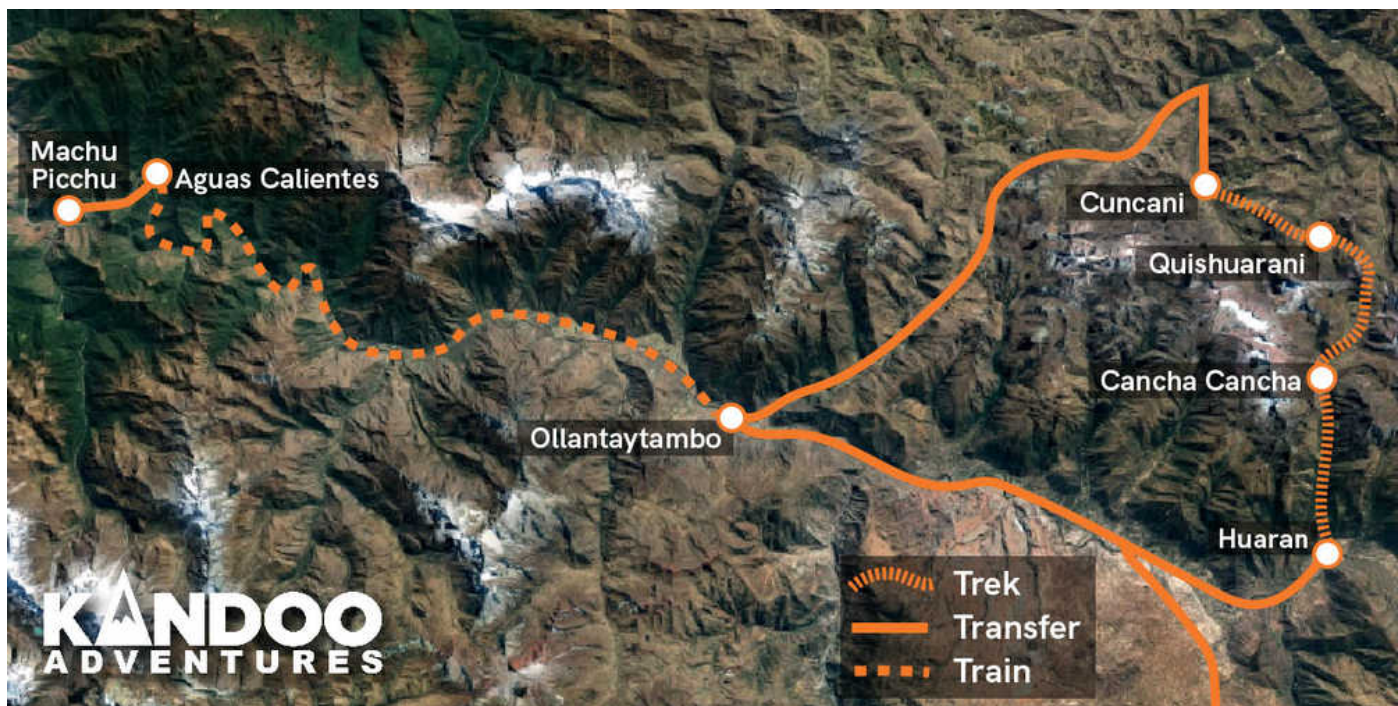 Machu
Picchu
Aguas Calientes
Cuncani
Quishuarani
Cancha Cancha
Ollantaytambo
Huaran
Trek
Transfer
Train
KANDOO
ADVENTURES